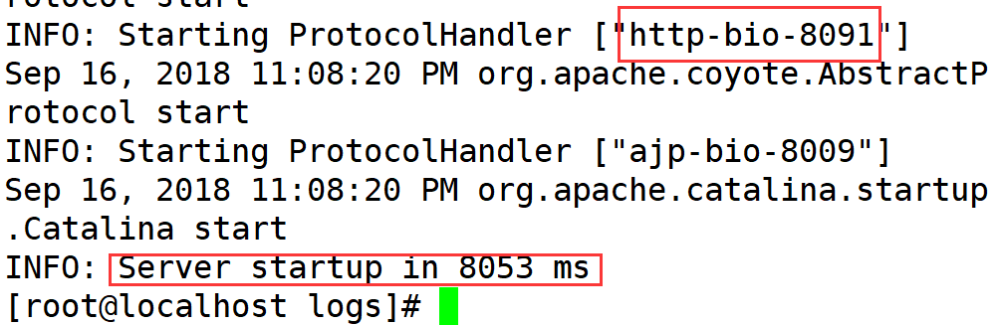 rotocol start
INFO: Starting ProtocolHandler ["http-bio-8091"]
Sep 16, 2018 11:08:20 PM org.apache.coyote.AbstractP
rotocol start
INFO: Starting ProtocolHandler ["ajp-bio-8009"]
Sep 16, 2018 11:08:20 PM org.apache.catalina.startup
.Catalina start
INFO: Server startup in 8053 ms
[root@localhost logs]#